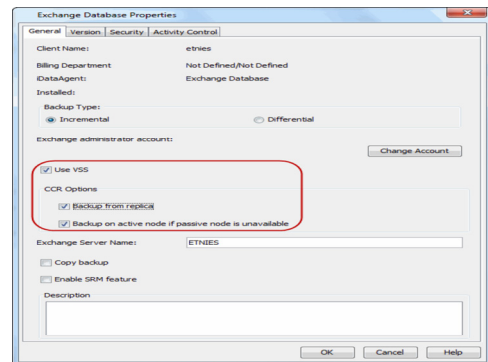 Exchange Database Properties
General Version Security Activity Control
Client Name: etnies
Billing Department Not Defined/Not Defined
iDataAgent: Exchange Database
Installed:
Backup Type:
Incremental Differential
Exchange administrator account:
Change Account
Use VSS
CCR Options
Backup from replica
Backup on active node if passive node is unavailable
Exchange Server Name: ETNIES
Copy backup
Enable SRM feature
Description
OK Cancel Help